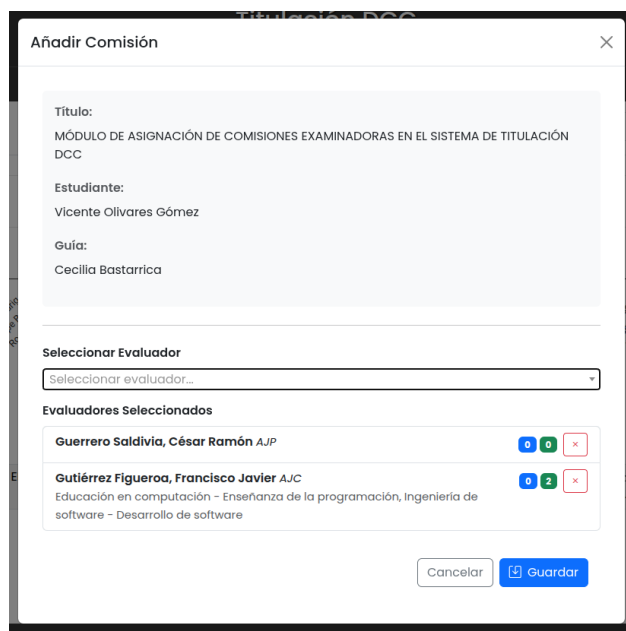 Titulación DCC
Añadir Comisión
Título:
MÓDULO DE ASIGNACIÓN DE COMISIONES EXAMINADORAS EN EL SISTEMA DE TITULACIÓN
DCC
Estudiante:
Vicente Olivares Gómez
Guía:
Cecilia Bastarrica
Seleccionar Evaluador
Seleccionar evaluador...
Evaluadores Seleccionados
Guerrero Saldivia, César Ramón AJP
0 0 ×
Gutiérrez Figueroa, Francisco Javier AJC
0 2 ×
Educación en computación - Enseñanza de la programación, Ingeniería de
software - Desarrollo de software
Cancelar
Guardar